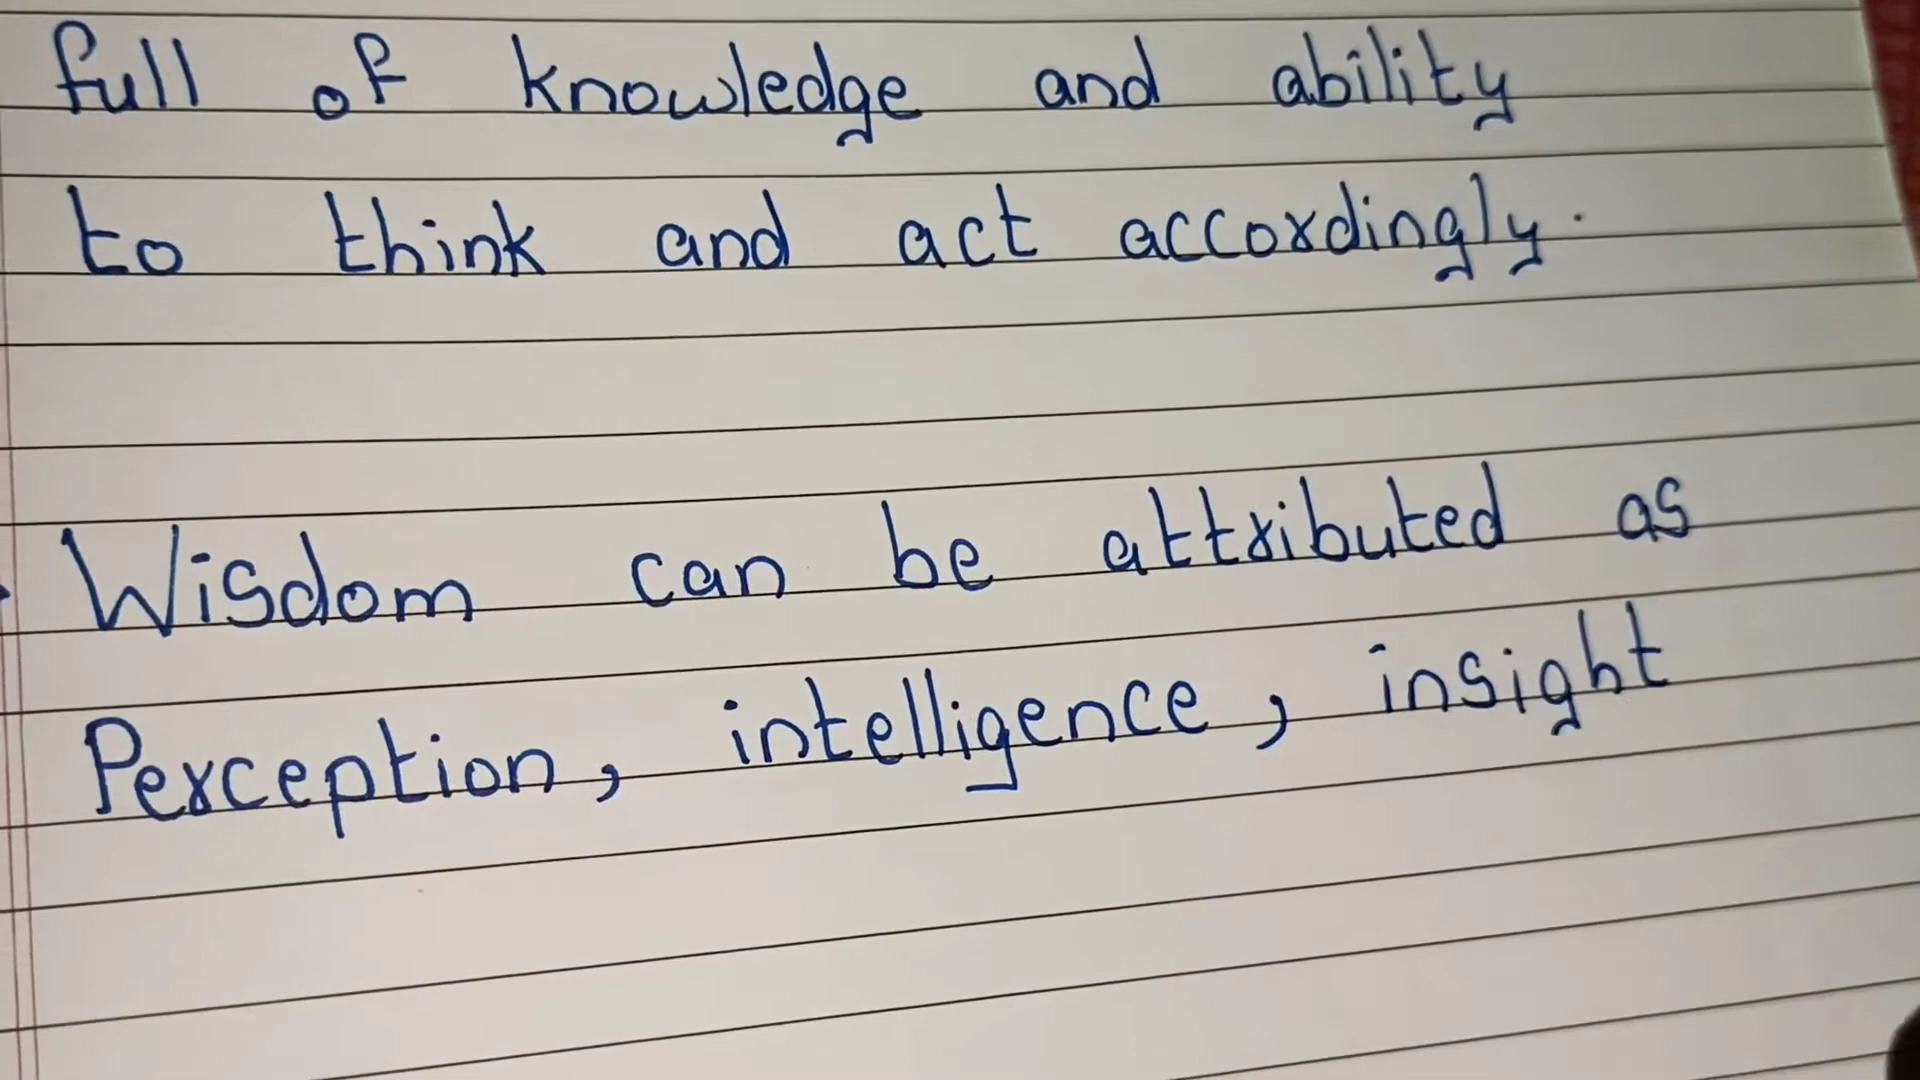 full of knowledge and ability
to think and act accordingly.
Wisdom can be attributed as
Perception, intelligence, insight